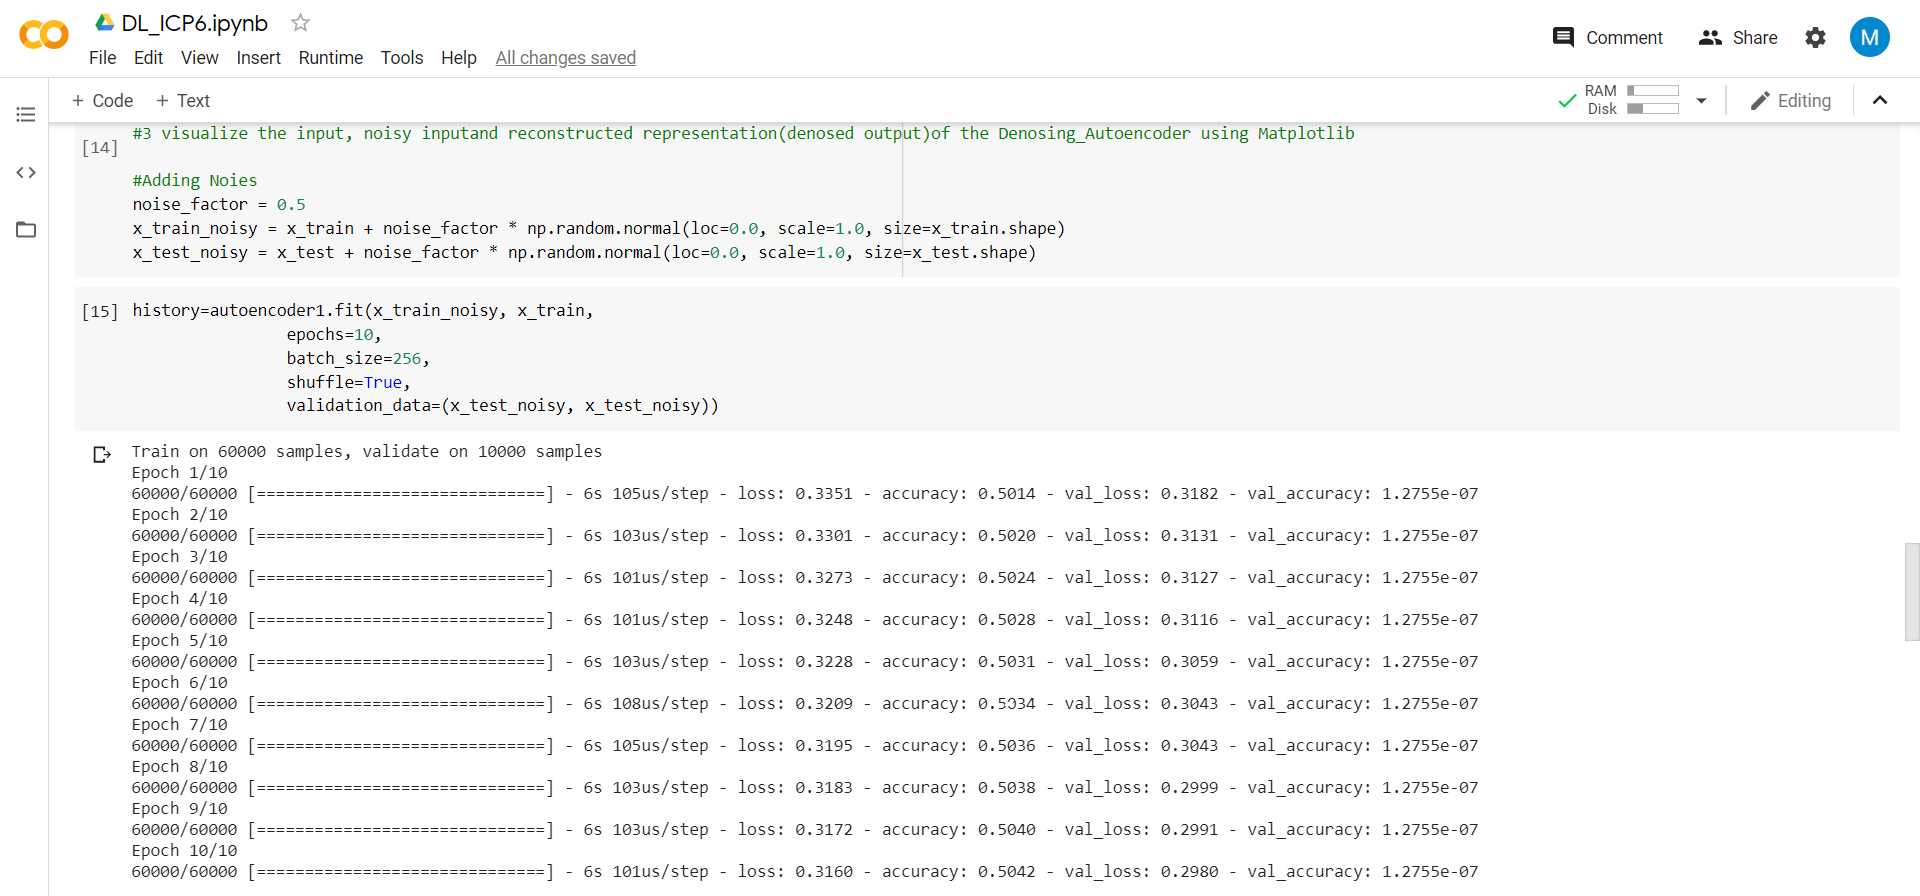 DL_ICP6.ipynb
File Edit View Insert Runtime Tools Help All changes saved
Comment Share M
+ Code + Text
RAM
Disk
Editing
#3 visualize the input, noisy inputand reconstructed representation(denosed output)of the Denosing_Autoencoder using Matplotlib
[14]
#Adding Noies
noise_factor = 0.5
x_train_noisy = x_train + noise_factor * np.random.normal(loc=0.0, scale=1.0, size=x_train.shape)
x_test_noisy = x_test + noise_factor * np.random.normal(loc=0.0, scale=1.0, size=x_test.shape)
[15] history=autoencoder1.fit(x_train_noisy, x_train,
epochs=10,
batch_size=256,
shuffle=True,
validation_data=(x_test_noisy, x_test_noisy))
Train on 60000 samples, validate on 10000 samples
Epoch 1/10
60000/60000 [==============================] - 6s 105us/step - loss: 0.3351 - accuracy: 0.5014 - val_loss: 0.3182 - val_accuracy: 1.2755e-07
Epoch 2/10
60000/60000 [==============================] - 6s 103us/step - loss: 0.3301 - accuracy: 0.5020 - val_loss: 0.3131 - val_accuracy: 1.2755e-07
Epoch 3/10
60000/60000 [==============================] - 6s 101us/step - loss: 0.3273 - accuracy: 0.5024 - val_loss: 0.3127 - val_accuracy: 1.2755e-07
Epoch 4/10
60000/60000 [==============================] - 6s 101us/step - loss: 0.3248 - accuracy: 0.5028 - val_loss: 0.3116 - val_accuracy: 1.2755e-07
Epoch 5/10
60000/60000 [==============================] - 6s 103us/step - loss: 0.3228 - accuracy: 0.5031 - val_loss: 0.3059 - val_accuracy: 1.2755e-07
Epoch 6/10
60000/60000 [==============================] - 6s 108us/step - loss: 0.3209 - accuracy: 0.5034 - val_loss: 0.3043 - val_accuracy: 1.2755e-07
Epoch 7/10
60000/60000 [==============================] - 6s 105us/step - loss: 0.3195 - accuracy: 0.5036 - val_loss: 0.3043 - val_accuracy: 1.2755e-07
Epoch 8/10
60000/60000 [==============================] - 6s 103us/step - loss: 0.3183 - accuracy: 0.5038 - val_loss: 0.2999 - val_accuracy: 1.2755e-07
Epoch 9/10
60000/60000 [==============================] - 6s 103us/step - loss: 0.3172 - accuracy: 0.5040 - val_loss: 0.2991 - val_accuracy: 1.2755e-07
Epoch 10/10
60000/60000 [==============================] - 6s 101us/step - loss: 0.3160 - accuracy: 0.5042 - val_loss: 0.2980 - val_accuracy: 1.2755e-07